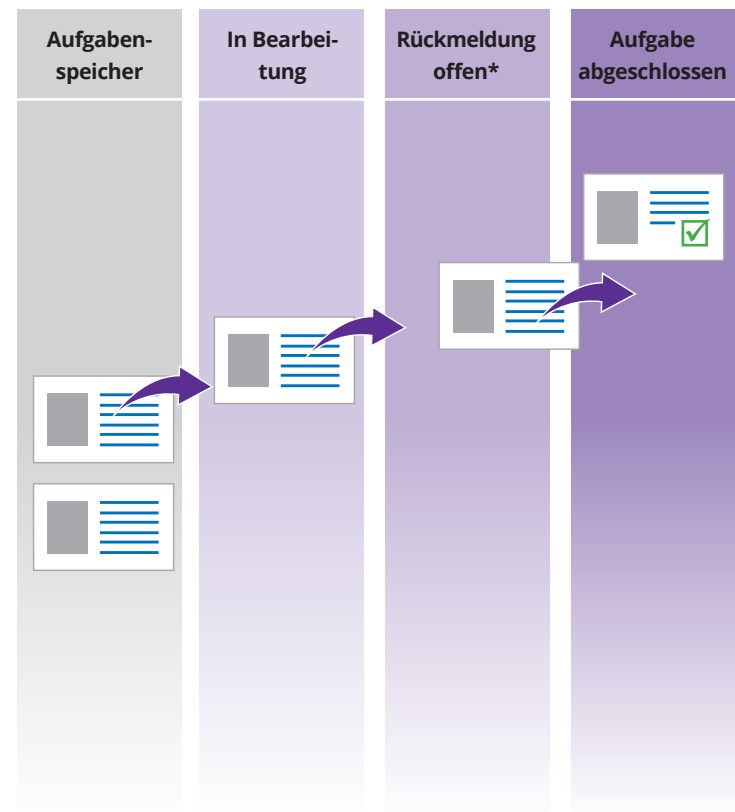 Aufgaben-
speicher
In Bearbei-
tung
Rückmeldung
offen*
Aufgabe
abgeschlossen